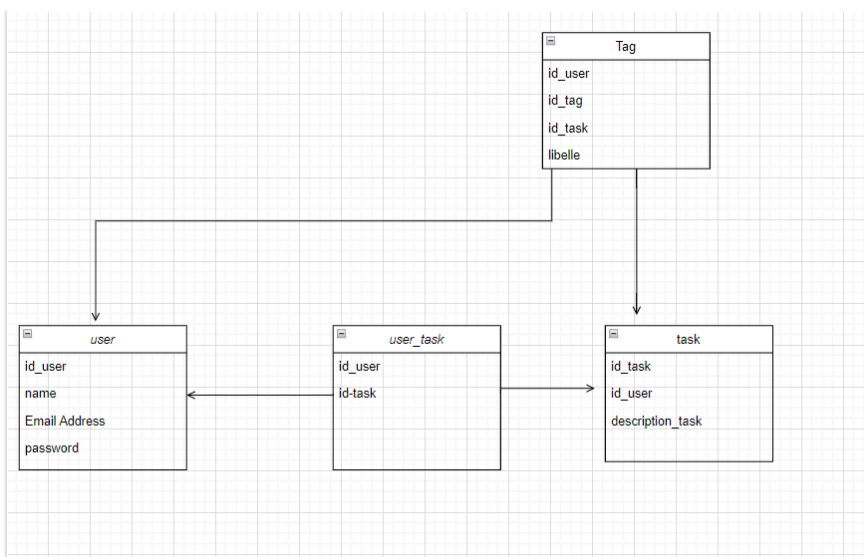 Tag
id_user
id_tag
id_task
libelle
user
id_user
name
Email Address
password
user_task
id_user
id-task
task
id_task
id_user
description_task